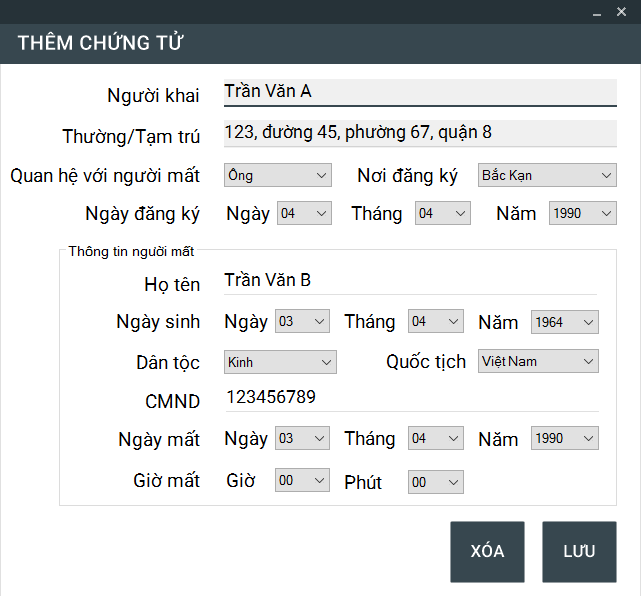 THÊM CHỨNG TỬ
Người khai Trần Văn A
Thường/Tạm trú 123, đường 45, phường 67, quận 8
Quan hệ với người mất Ông Nơi đăng ký Bắc Kạn
Ngày đăng ký Ngày 04 Tháng 04 Năm 1990
Thông tin người mất
Họ tên Trần Văn B
Ngày sinh Ngày 03 Tháng 04 Năm 1964
Dân tộc Kinh Quốc tịch Việt Nam
CMND 123456789
Ngày mất Ngày 03 Tháng 04 Năm 1990
Giờ mất Giờ 00 Phút 00
XÓA LƯU